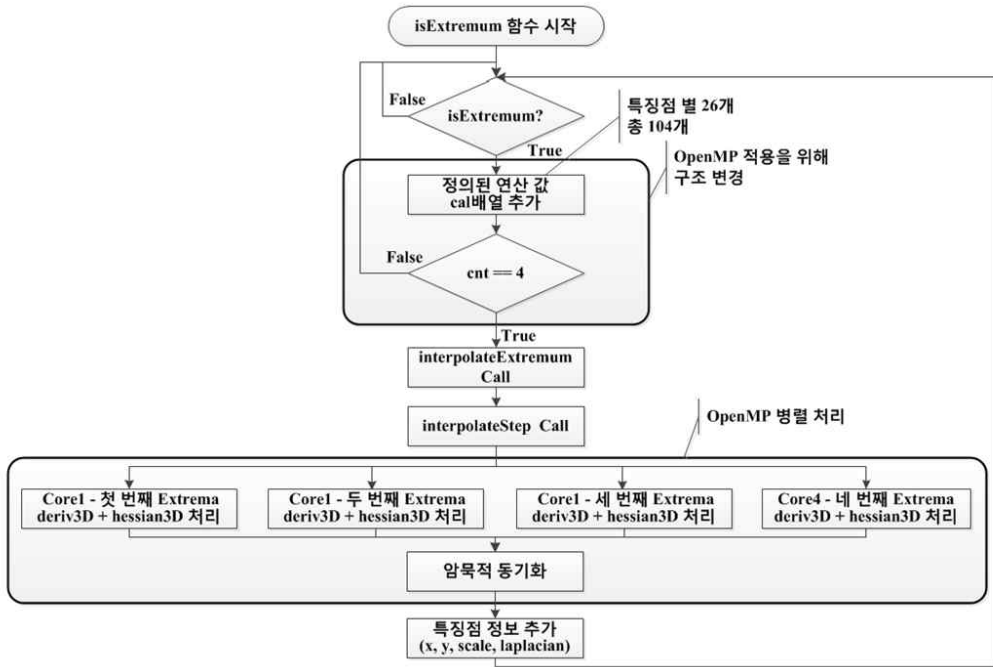 isExtremum 함수 시작
False
isExtremum?
True
특징점 별 26개
총 104개
OpenMP 적용을 위해
구조 변경
정의된 연산 값
cal배열 추가
False
cnt == 4
True
interpolateExtremum
Call
interpolateStep Call
OpenMP 병렬 처리
Core1 - 첫 번째 Extrema
deriv3D + hessian3D 처리
Core1 - 두 번째 Extrema
deriv3D + hessian3D 처리
Core1 - 세 번째 Extrema
deriv3D + hessian3D 처리
Core4 - 네 번째 Extrema
deriv3D + hessian3D 처리
암묵적 동기화
특징점 정보 추가
(x, y, scale, laplacian)